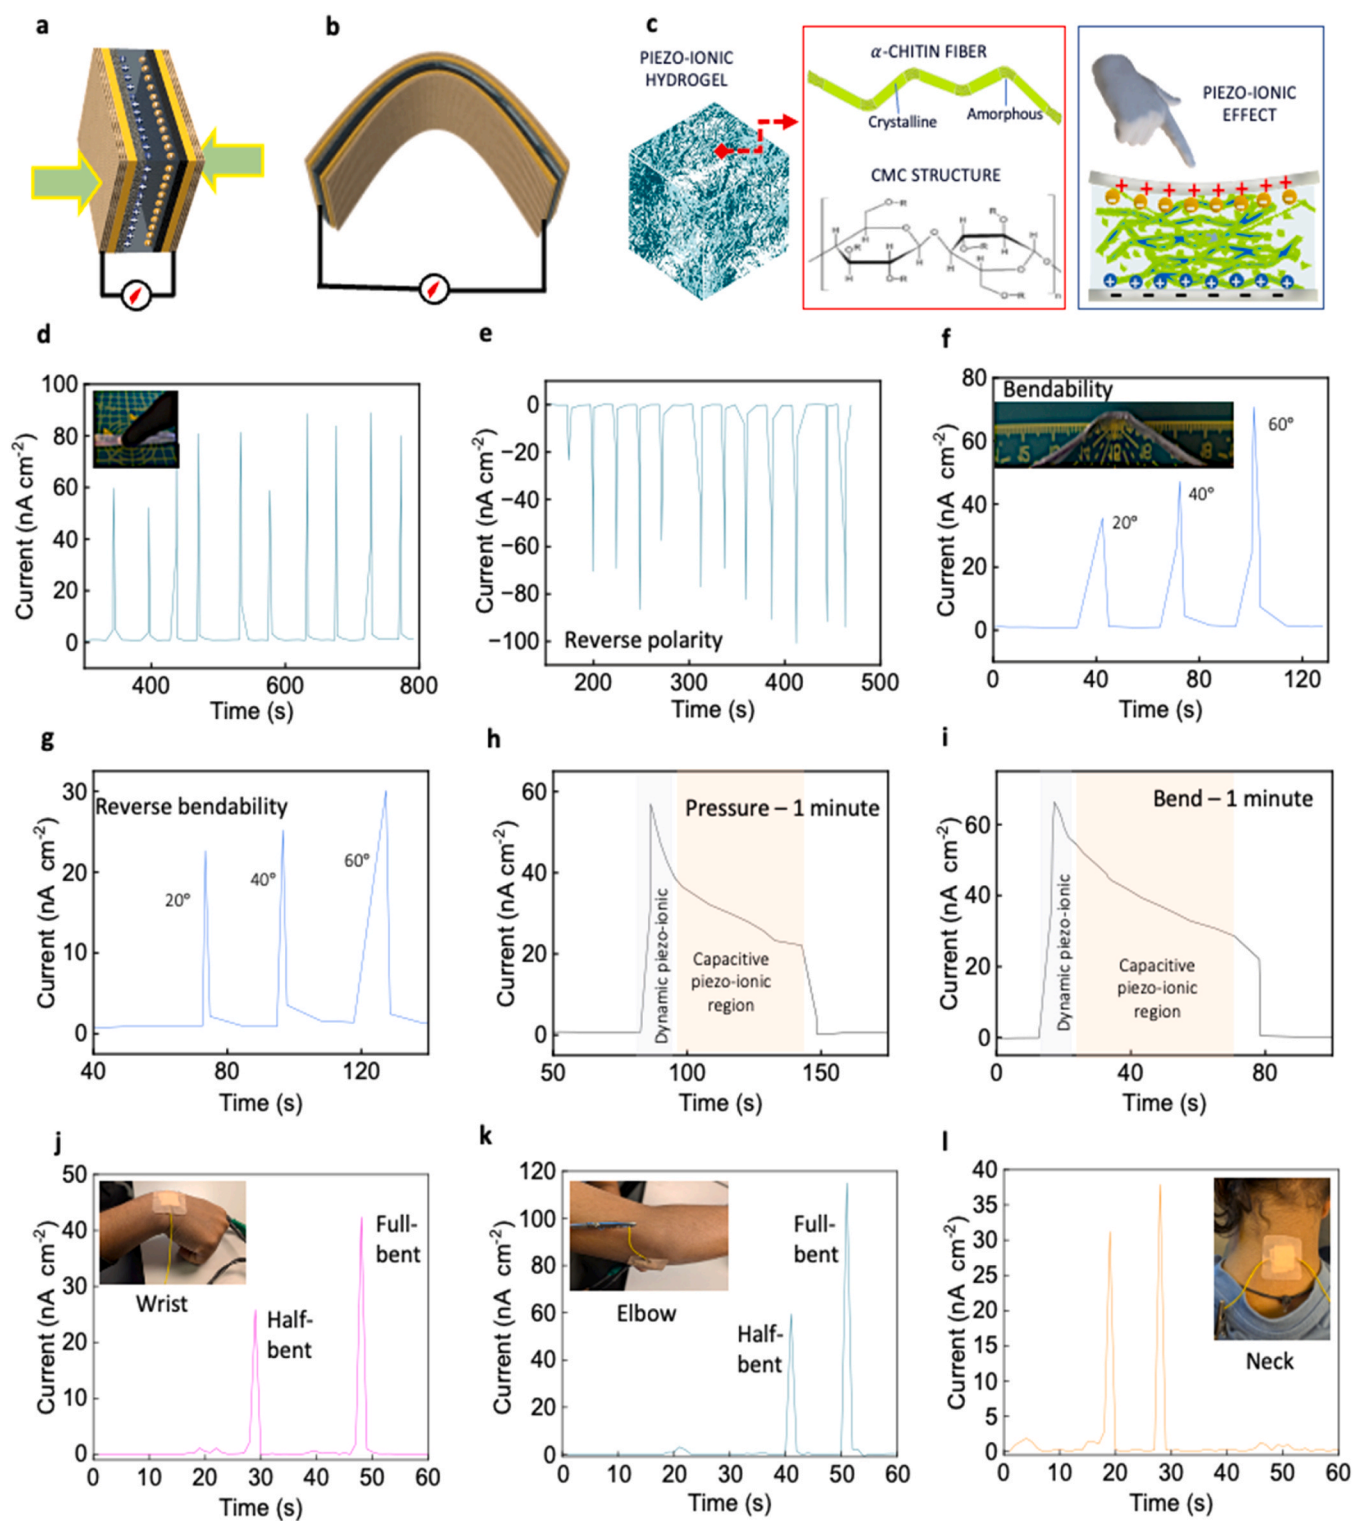 a
b
c
PIEZO-IONIC
HYDROGEL
α-CHITIN FIBER
Crystalline
Amorphous
CMC STRUCTURE
PIEZO-IONIC
EFFECT
d
Current (nA cm-2)
100
80
60
40
20
0
400
600
800
Time (s)
e
Current (nA cm-2)
0
−20
−40
−60
−80
−100
Reverse polarity
200
300
400
500
Time (s)
f
Current (nA cm-2)
80
60
40
20
0
Bendability
20°
40°
60°
0
40
80
120
Time (s)
g
Current (nA cm-2)
30
20
10
0
Reverse bendability
20°
40°
60°
40
80
120
Time (s)
h
Current (nA cm-2)
60
40
20
0
Pressure – 1 minute
Dynamic piezo-ionic
Capacitive
piezo-ionic
region
50
100
150
Time (s)
i
Current (nA cm-2)
60
40
20
0
Bend – 1 minute
Dynamic piezo-ionic
Capacitive
piezo-ionic
region
0
40
80
Time (s)
j
Current (nA cm-2)
50
40
30
20
10
0
Wrist
Half-
bent
Full-
bent
0
10
20
30
40
50
60
Time (s)
k
Current (nA cm-2)
120
100
80
60
40
20
0
Elbow
Half-
bent
Full-
bent
0
10
20
30
40
50
60
Time (s)
l
Current (nA cm-2)
40
35
30
25
20
15
10
5
0
Neck
0
10
20
30
40
50
60
Time (s)